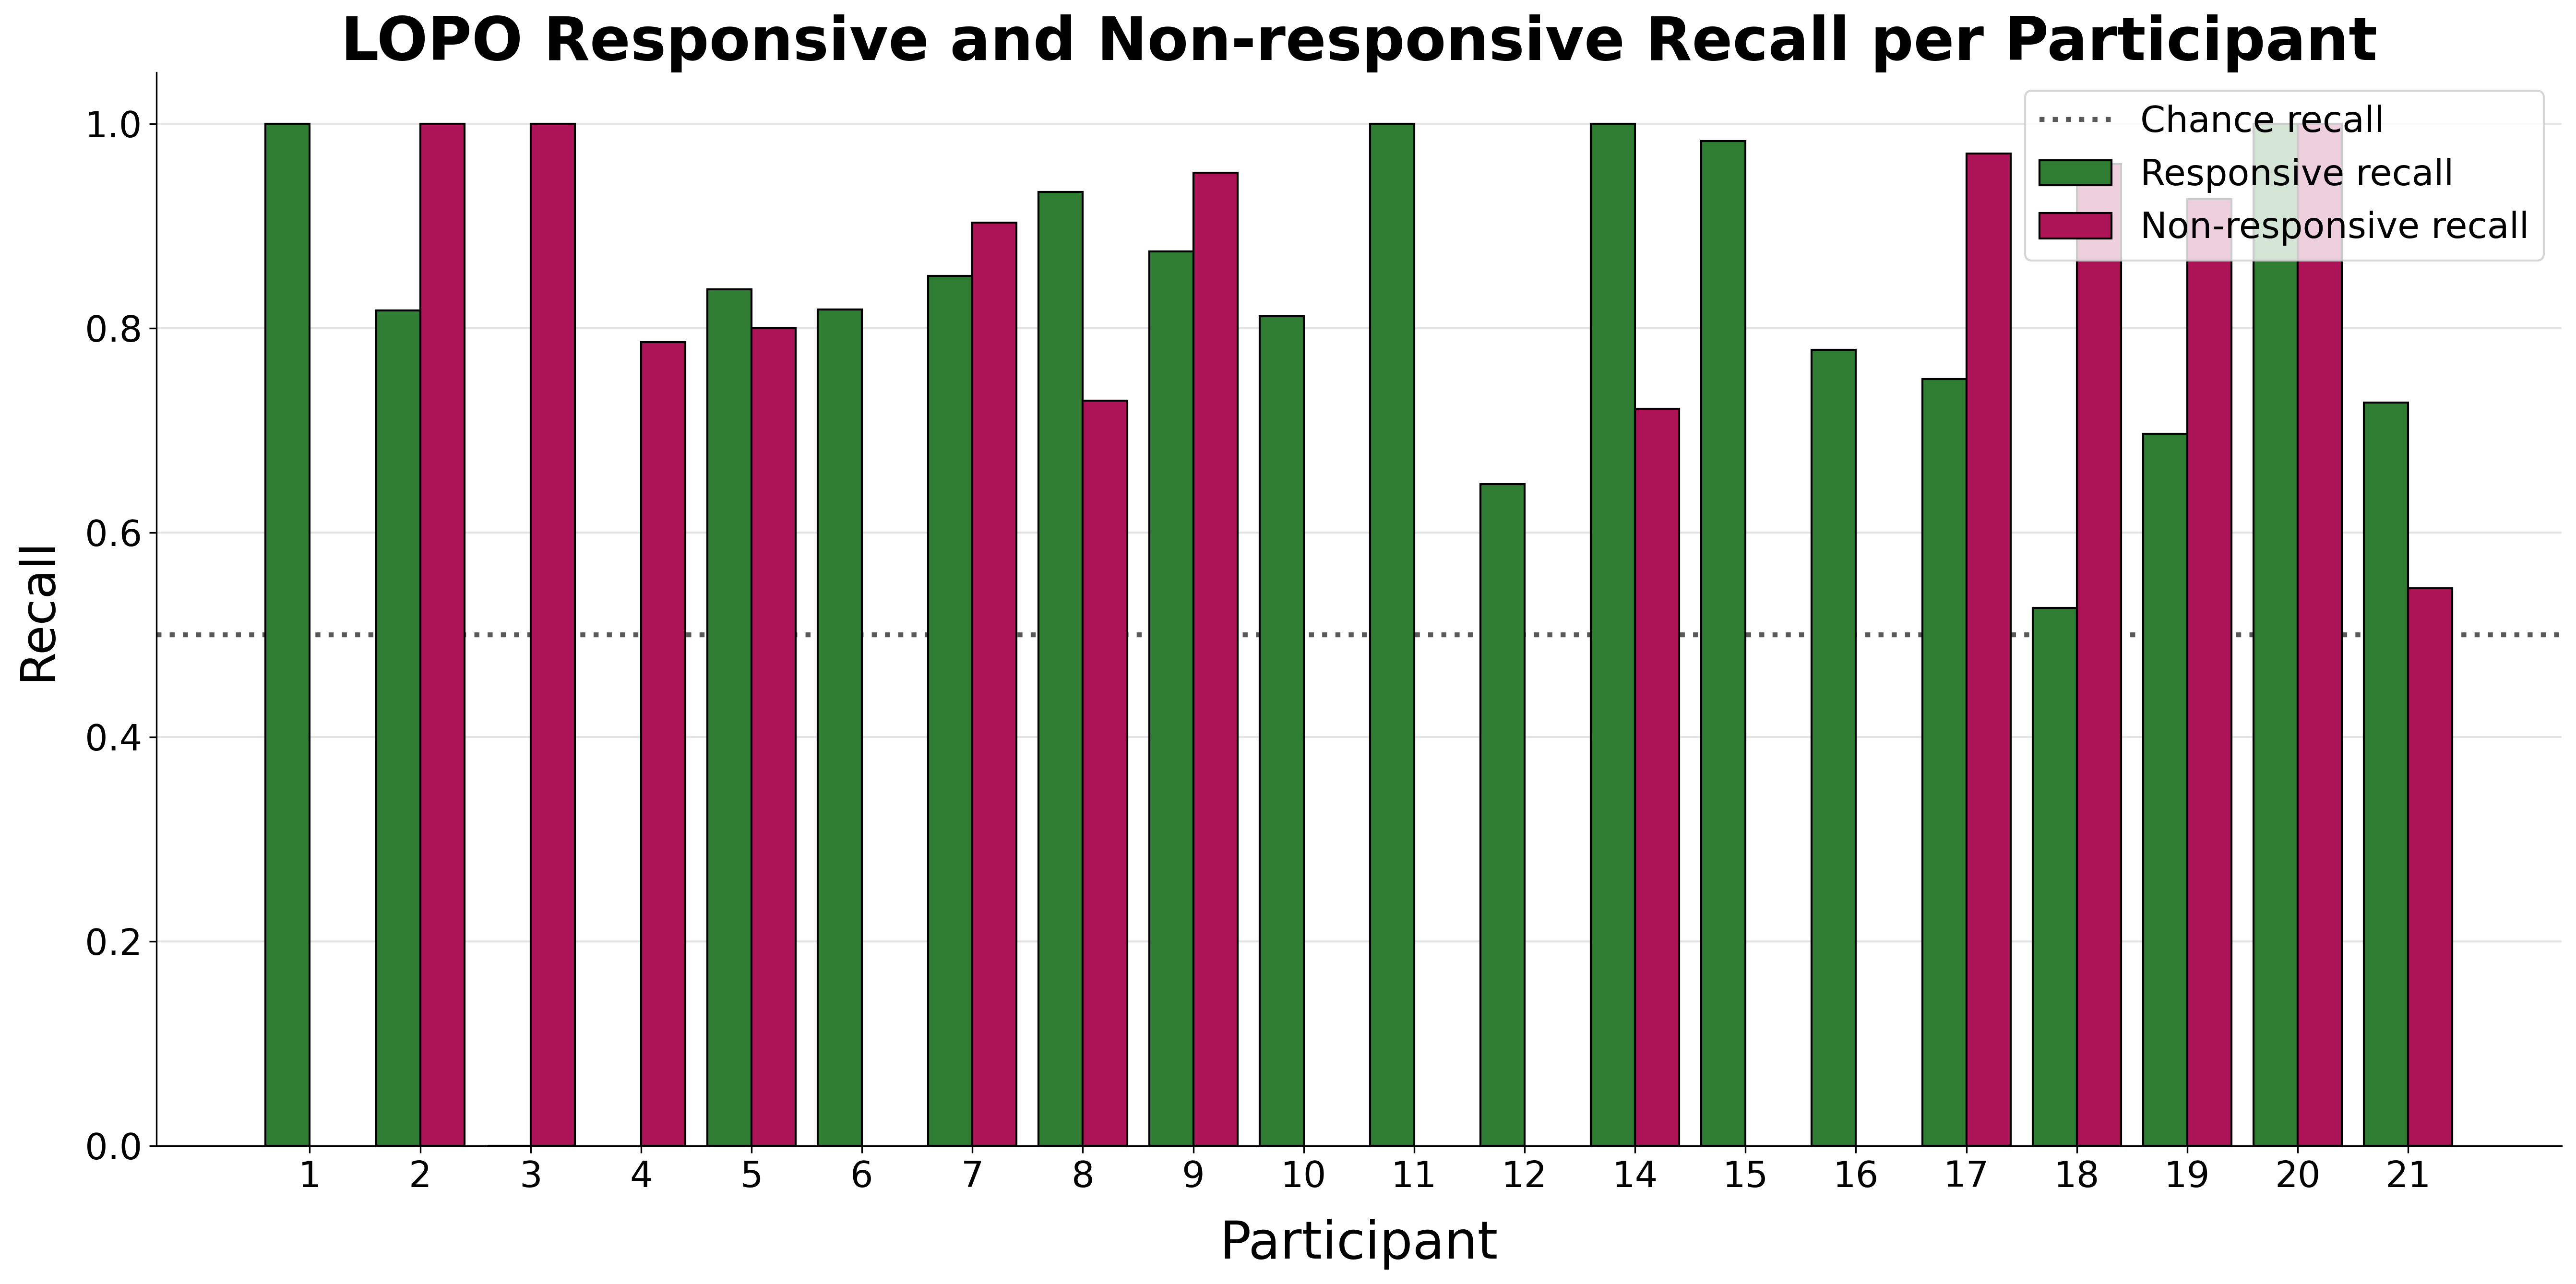 LOPO Responsive and Non-responsive Recall per Participant
Chance recall
Responsive recall
Non-responsive recall
1.0
0.8
0.6
0.4
0.2
0.0
Recall
1 2 3 4 5 6 7 8 9 10 11 12 14 15 16 17 18 19 20 21
Participant